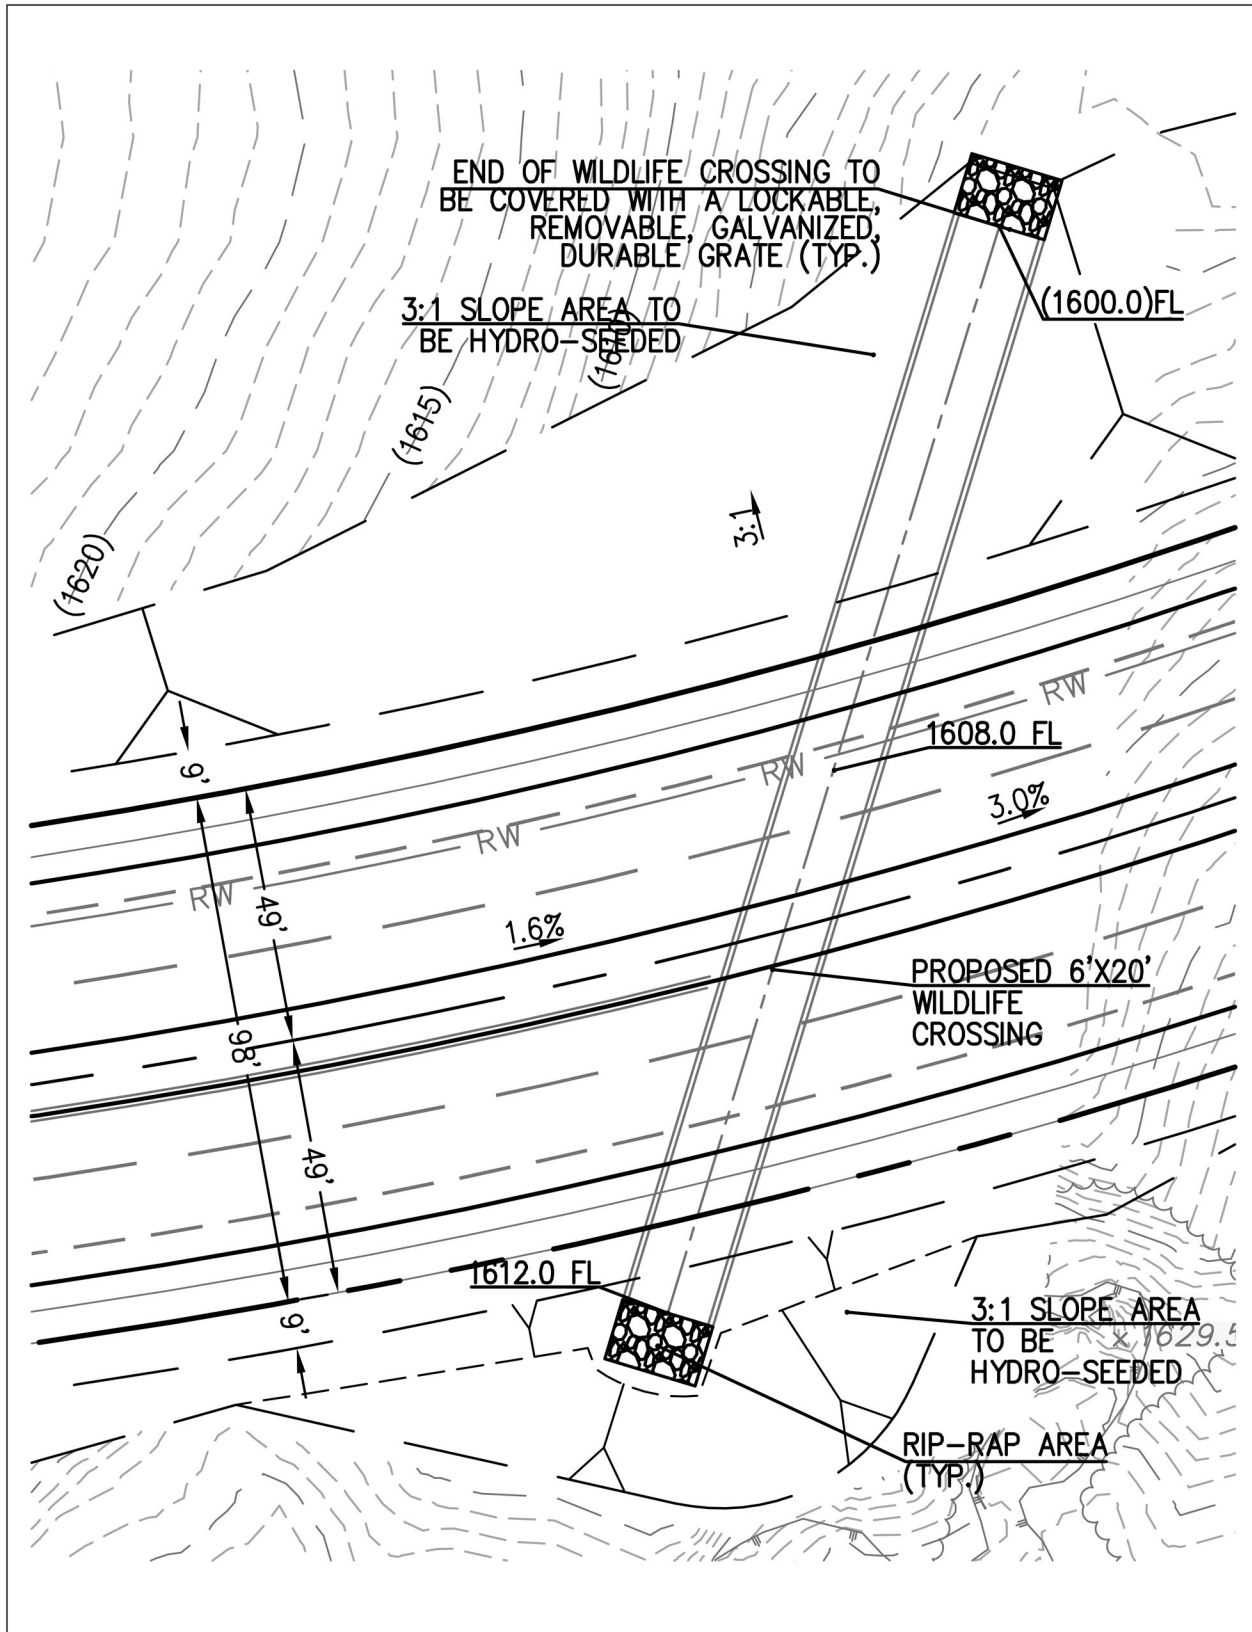 END OF WILDLIFE CROSSING TO
BE COVERED WITH A LOCKABLE,
REMOVABLE, GALVANIZED,
DURABLE GRATE (TYP.)
(1600.0)FL
3:1 SLOPE AREA TO
BE HYDRO-SEEDED
(1610)
(1615)
3:1
(1620)
RW
1608.0 FL
9'
RW
3.0%
RW
RW
49'
1.6%
PROPOSED 6'X20'
WILDLIFE
CROSSING
98'
49'
1612.0 FL
9'
3:1 SLOPE AREA
TO BE
HYDRO-SEEDED
x 1629.5
RIP-RAP AREA
(TYP.)